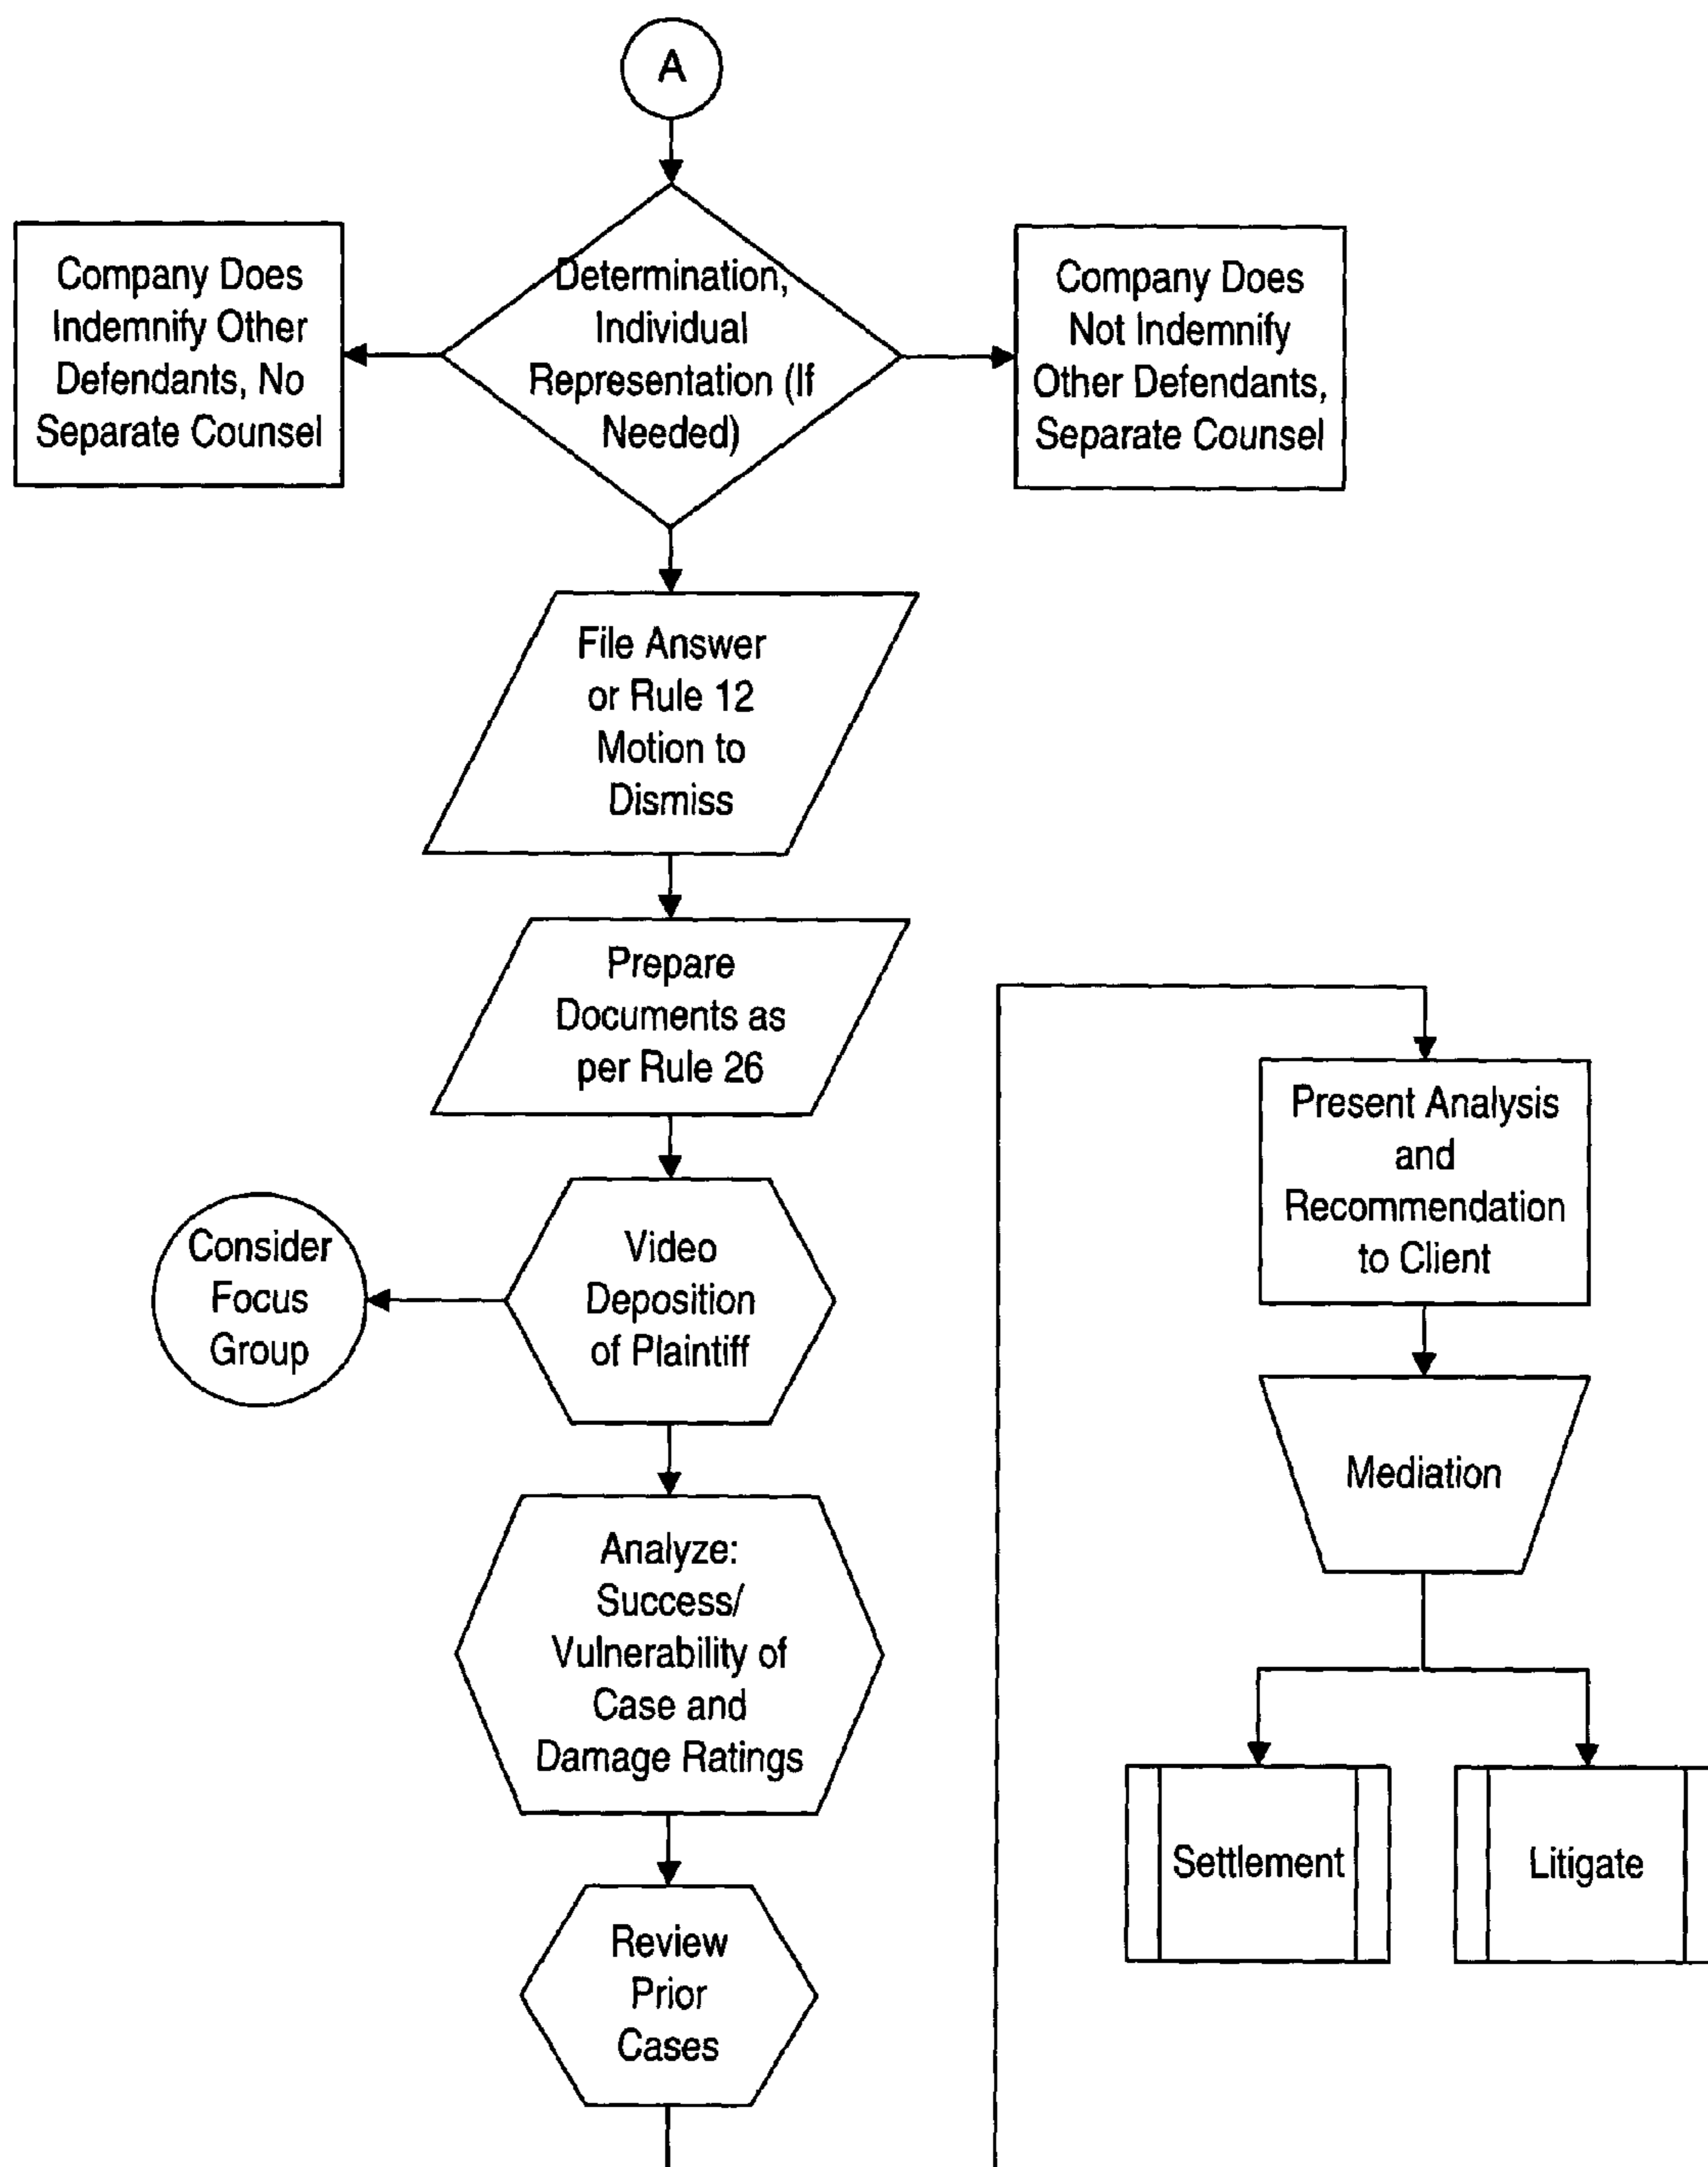 A
Company Does
Indemnify Other
Defendants, No
Separate Counsel
Determination,
Individual
Representation (If
Needed)
Company Does
Not Indemnify
Other Defendants,
Separate Counsel
File Answer
or Rule 12
Motion to
Dismiss
Prepare
Documents as
per Rule 26
Consider
Focus
Group
Video
Deposition
of Plaintiff
Analyze:
Success/
Vulnerability of
Case and
Damage Ratings
Review
Prior
Cases
Present Analysis
and
Recommendation
to Client
Mediation
Settlement
Litigate